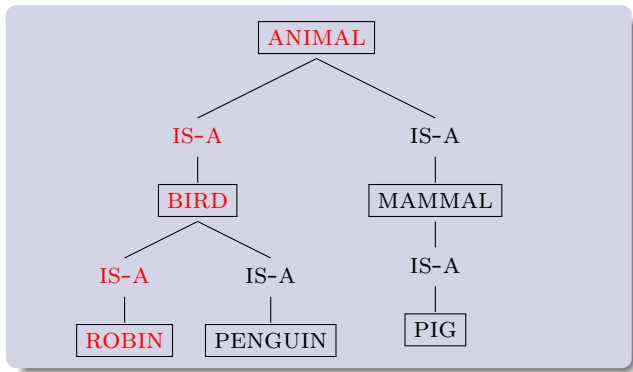 ANIMAL
IS-A IS-A
BIRD MAMMAL
IS-A IS-A IS-A
ROBIN PENGUIN PIG